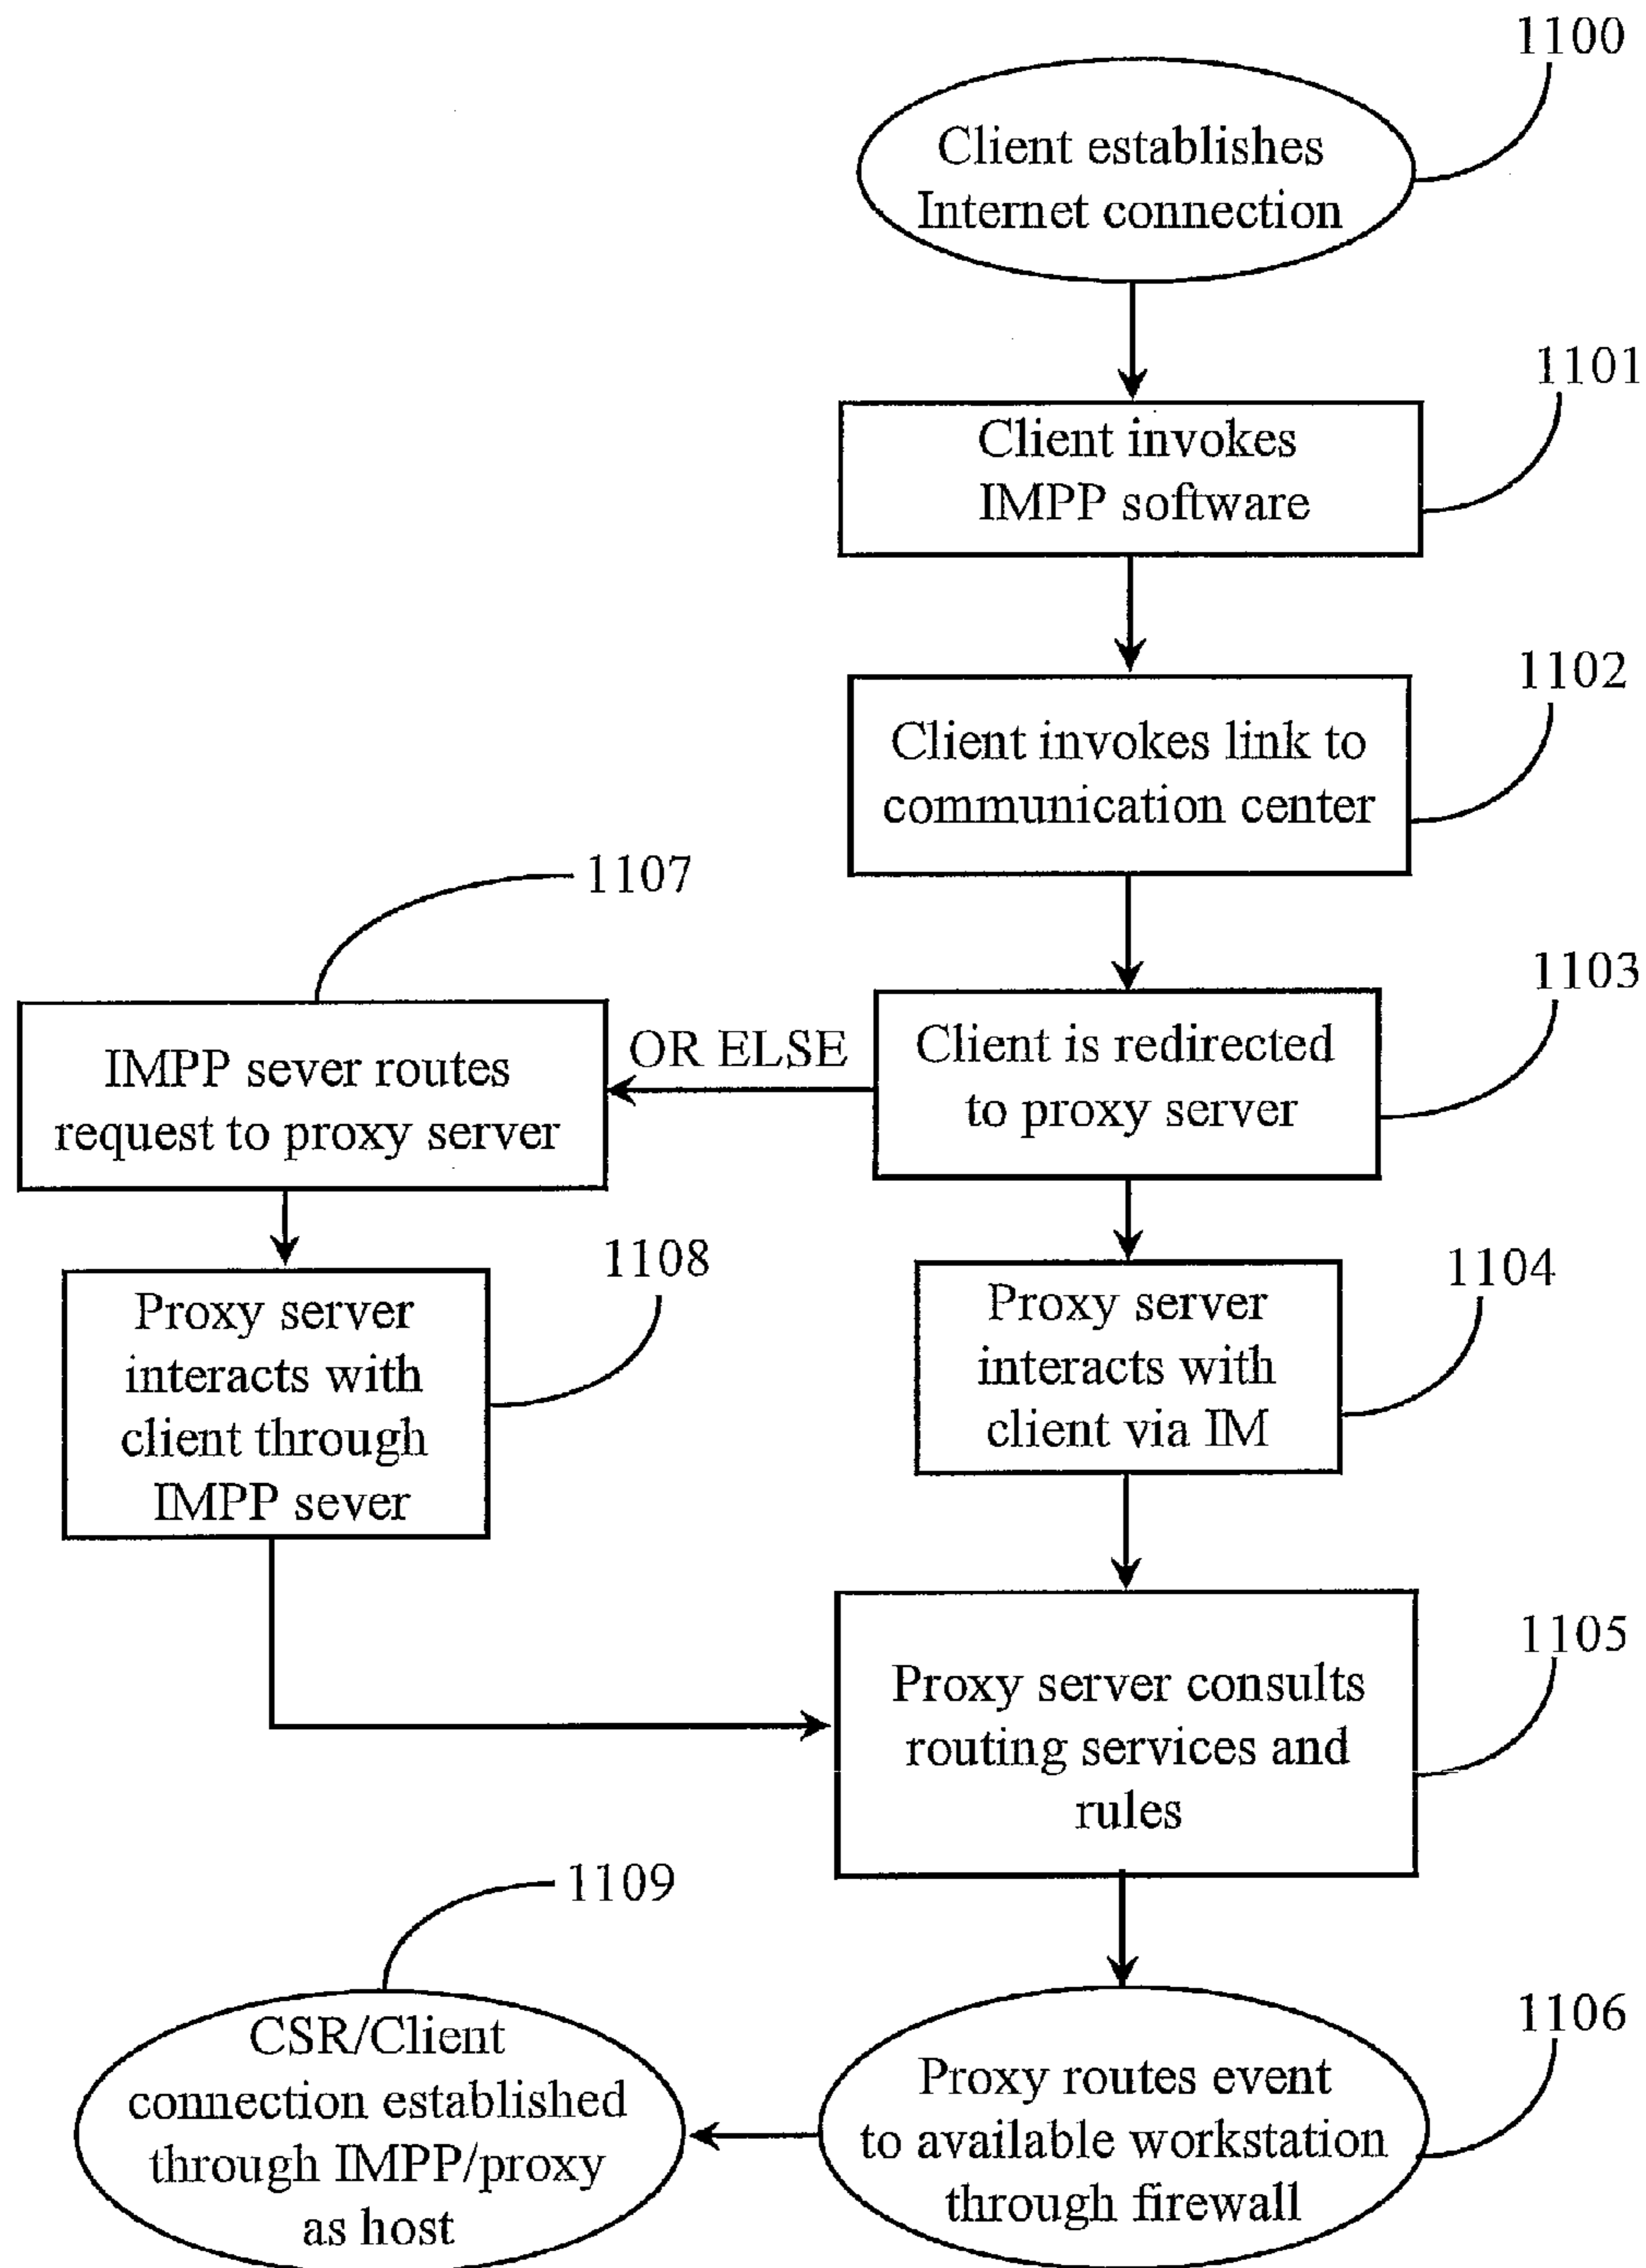 1100
Client establishes
Internet connection
1101
Client invokes
IMPP software
1102
Client invokes link to
communication center
1107
1103
IMPP sever routes
request to proxy server
OR ELSE
Client is redirected
to proxy server
1108
Proxy server
interacts with
client through
IMPP sever
1104
Proxy server
interacts with
client via IM
1105
Proxy server consults
routing services and
rules
1109
CSR/Client
connection established
through IMPP/proxy
as host
1106
Proxy routes event
to available workstation
through firewall